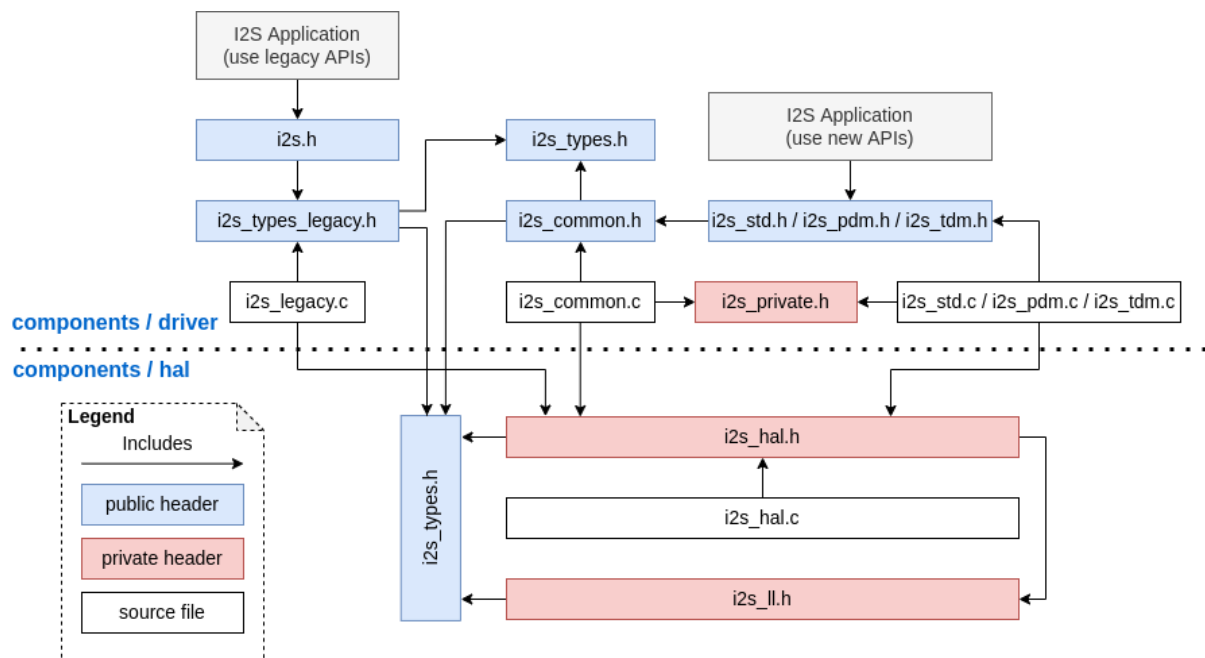 I2S Application
(use legacy APIs)
i2s.h
i2s_types.h
I2S Application
(use new APIs)
i2s_types_legacy.h
i2s_common.h
i2s_std.h / i2s_pdm.h / i2s_tdm.h
i2s_legacy.c
i2s_common.c
i2s_private.h
i2s_std.c / i2s_pdm.c / i2s_tdm.c
components / driver
components / hal
Legend
Includes
public header
private header
source file
i2s_types.h
i2s_hal.h
i2s_hal.c
i2s_ll.h